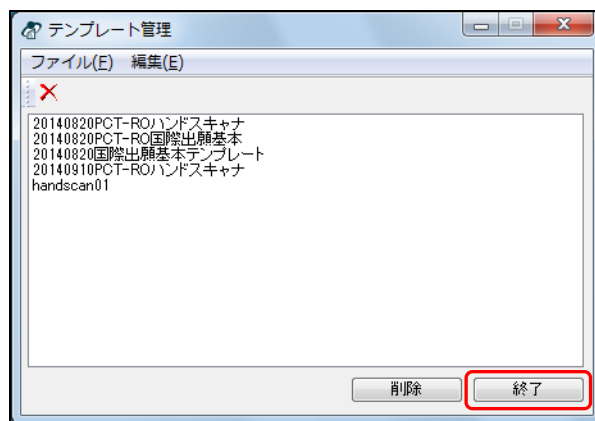 テンプレート管理
ファイル(F) 編集(E)
20140820PCT-ROハンドスキャナ
20140820PCT-RO国際出願基本
20140820国際出願基本テンプレート
20140910PCT-ROハンドスキャナ
handscan01
削除 終了